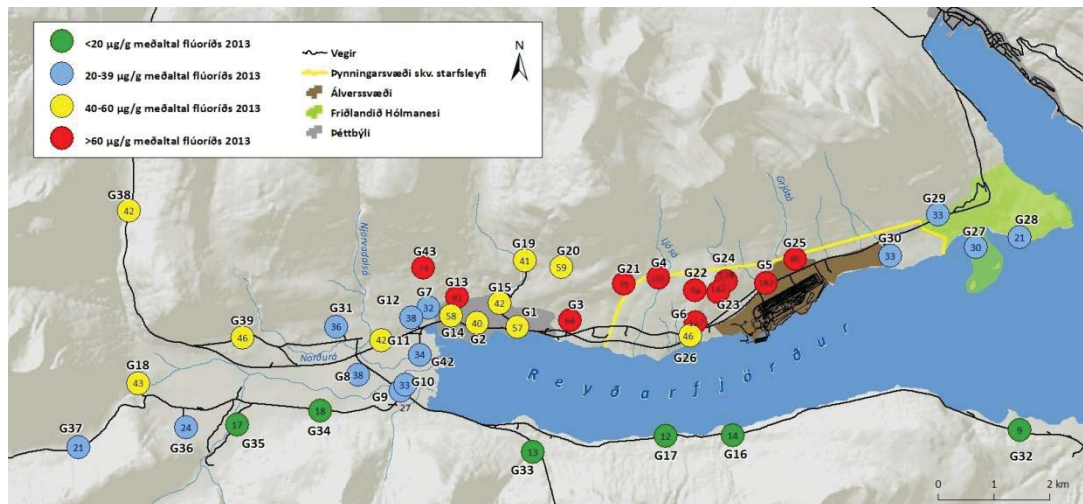 <20 µg/g meðaltal flúoríðs 2013
20-39 µg/g meðaltal flúoríðs 2013
40-60 µg/g meðaltal flúoríðs 2013
>60 µg/g meðaltal flúoríðs 2013
Vegir
Þynningarsvæði skv. starfsleyfi
Álverssvæði
Friðlandið Hólmanesi
Þéttbýli
N
G38
42
G29
33
G28
21
G27
30
G30
33
Grjótá
Ljósá
Njörvadalsá
G43
G19
41
G20
59
G21
G4
G24
G25
G22
G5
G23
G6
46
G26
G7
32
G13
G15
42
G12
38
G31
36
58
G14
40
G2
G1
57
G3
G39
46
42
G11
34
G42
Norðurá
G18
43
G8
38
33
G10
G9
27
Reyðarfjörður
G37
21
24
G36
17
G35
18
G34
13
G33
12
G17
14
G16
9
G32
0 1 2 km